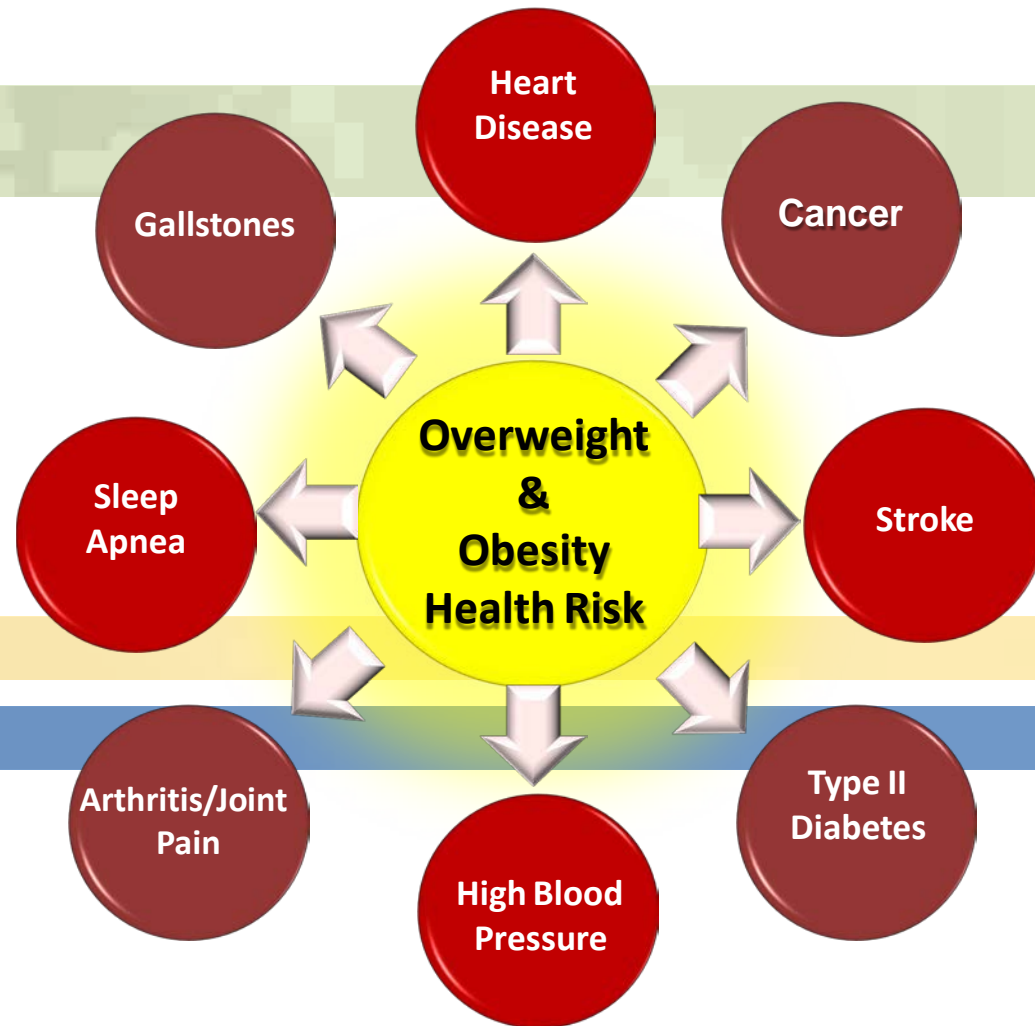 Heart
Disease
Gallstones
Cancer
Overweight
&
Obesity
Health Risk
Sleep
Apnea
Stroke
Arthritis/Joint
Pain
Type II
Diabetes
High Blood
Pressure